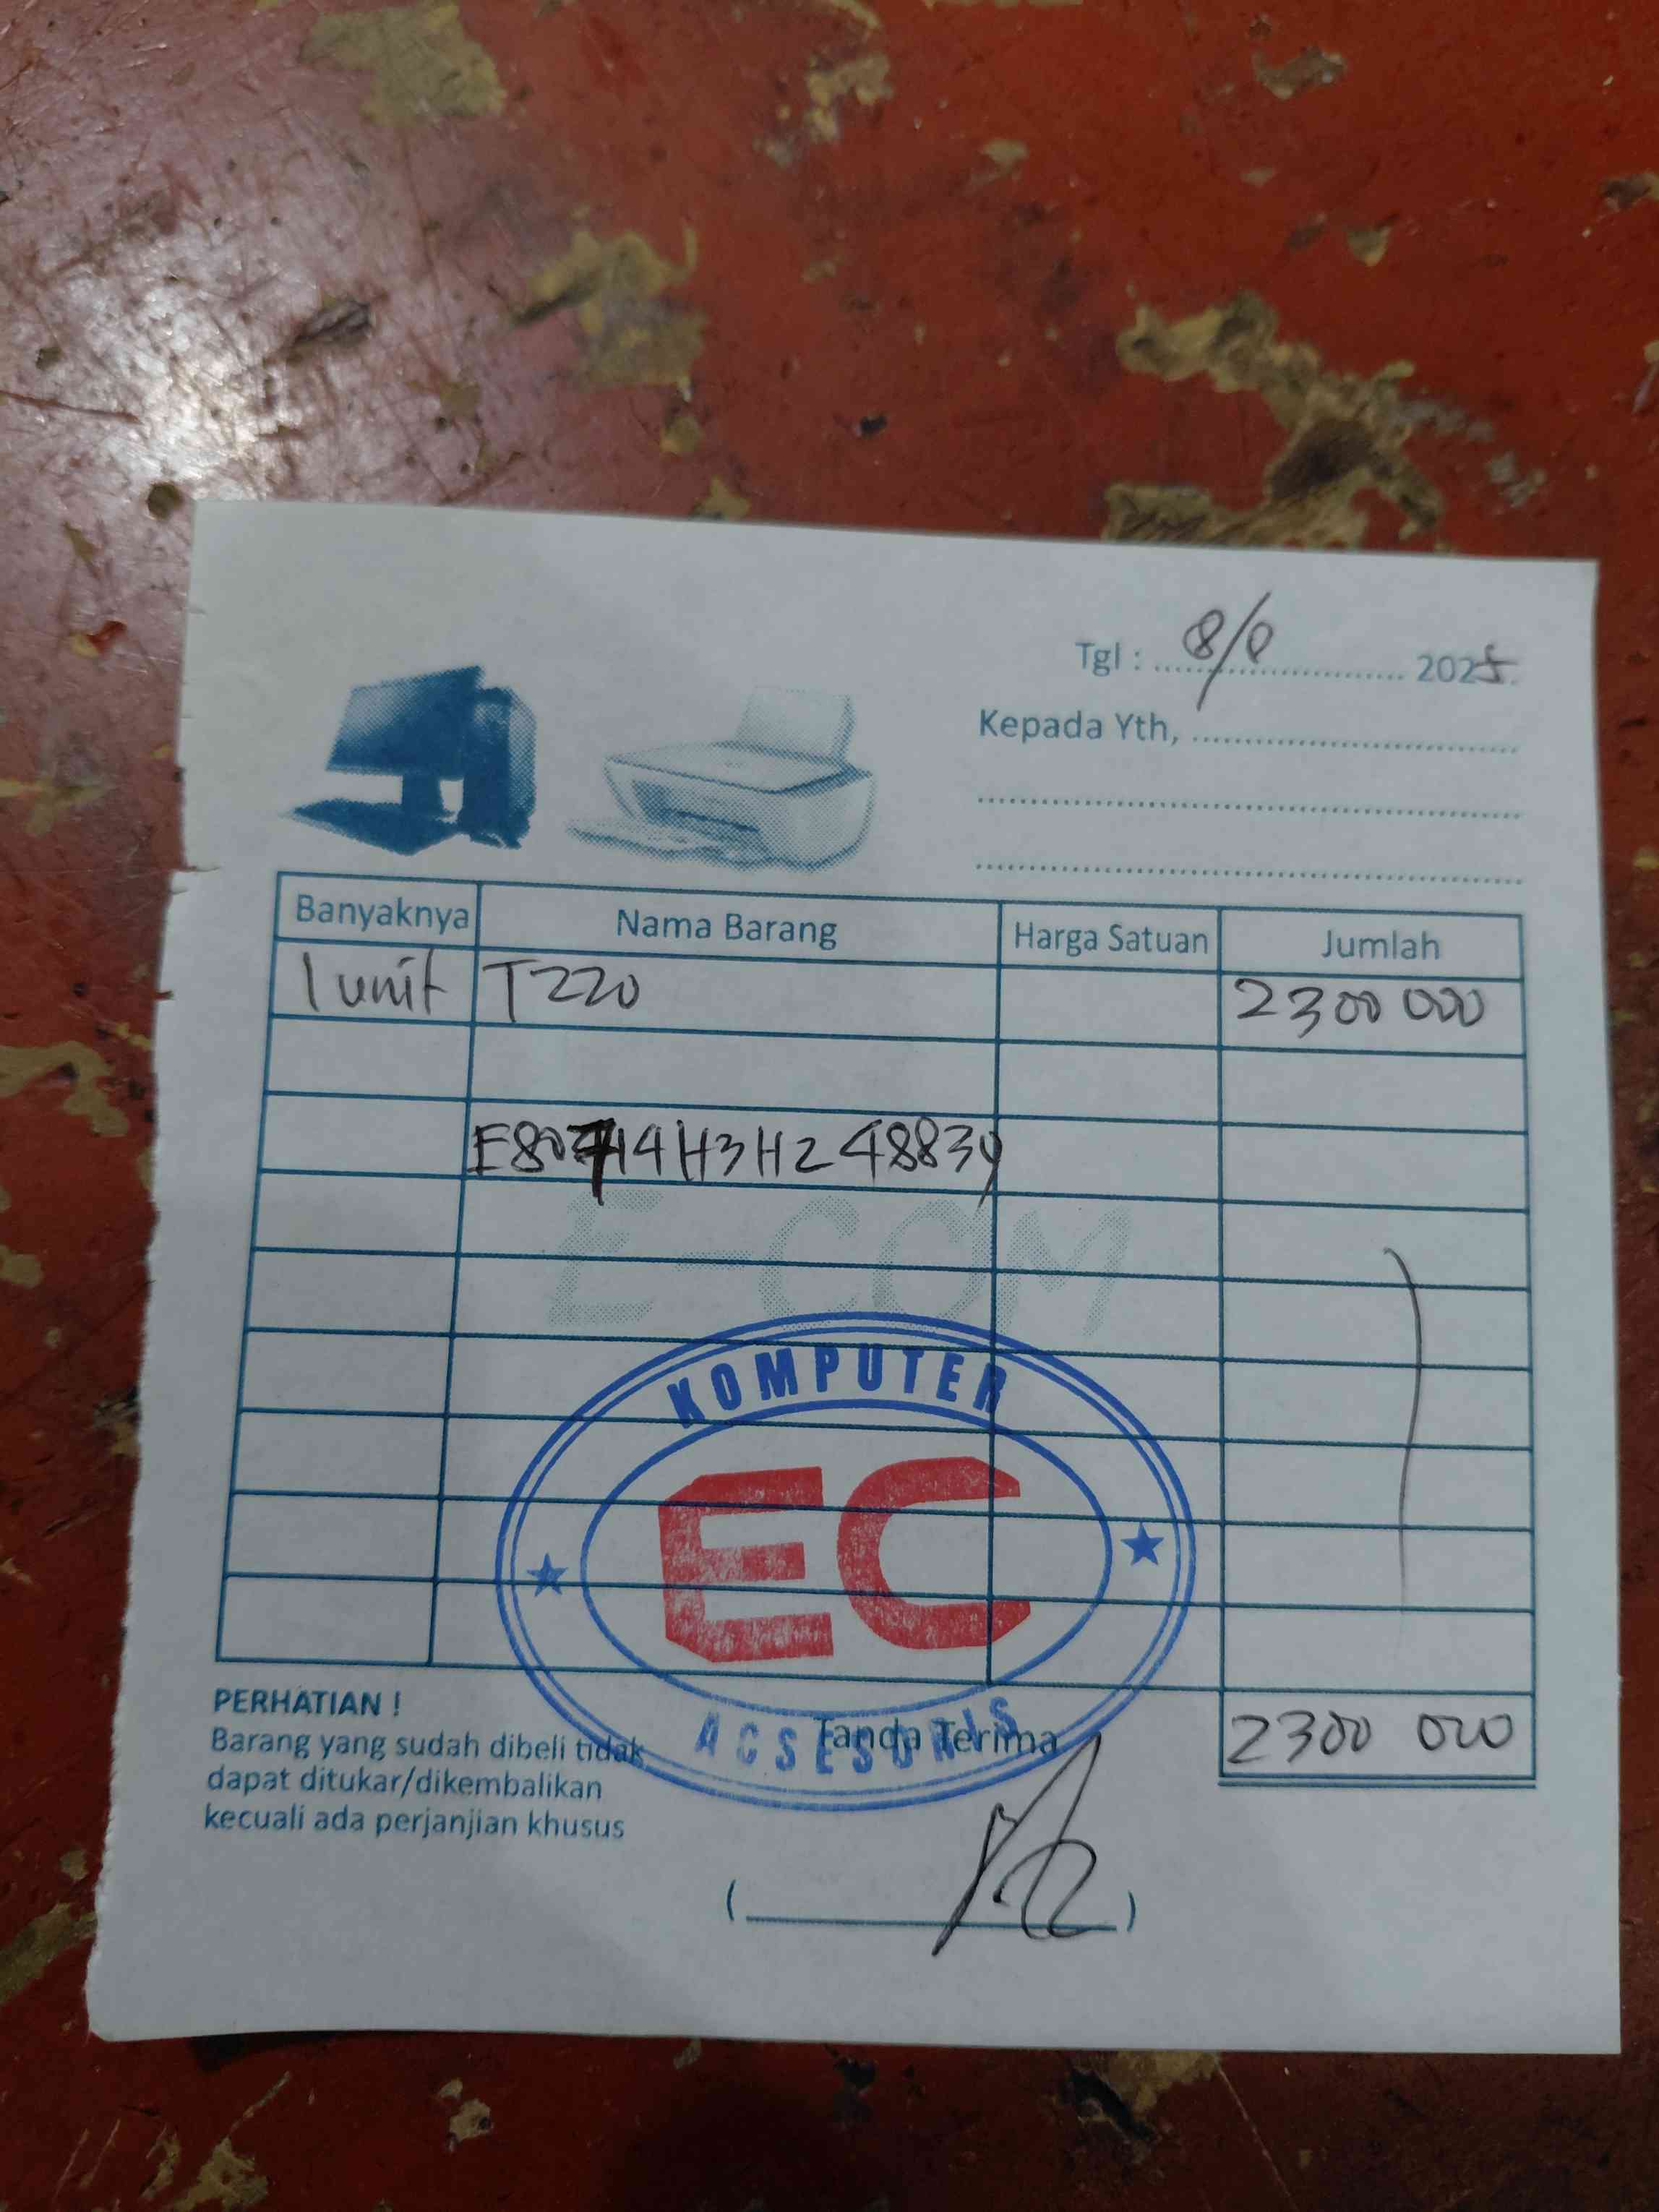 Tgl : 8/8 2025
Kepada Yth,
Banyaknya Nama Barang Harga Satuan Jumlah
1 unit T220 2300 000
E80714H3H248839
E-COM
KOMPUTER
EC
ACSESORIS
PERHATIAN !
Barang yang sudah dibeli tidak
dapat ditukar/dikembalikan
kecuali ada perjanjian khusus
Tanda Terima
2300 000